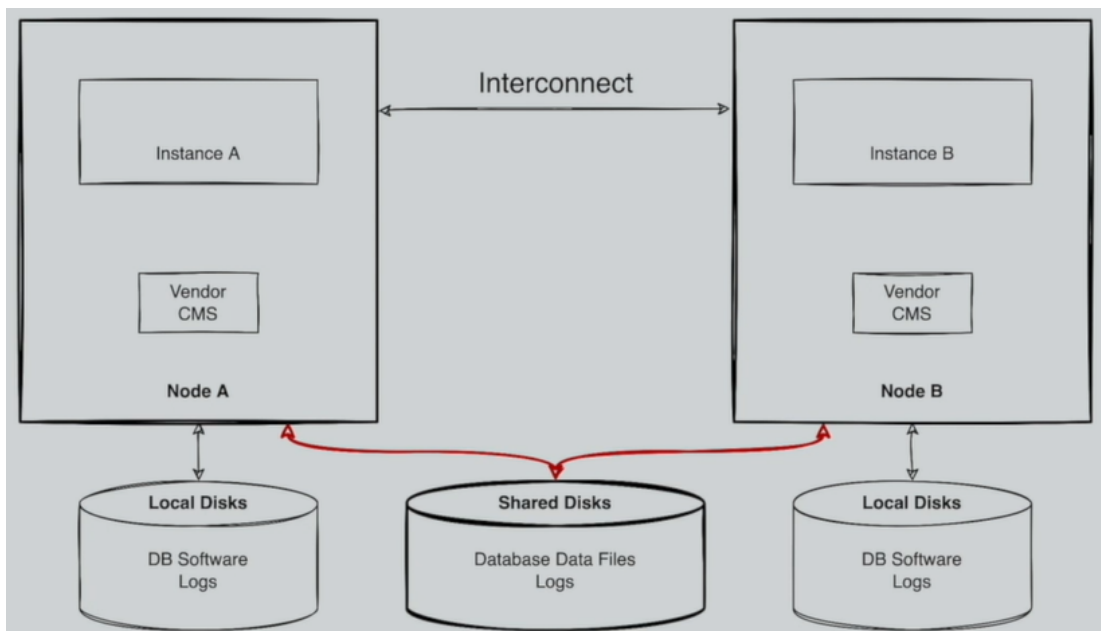 Interconnect
Instance A
Instance B
Vendor
CMS
Vendor
CMS
Node A
Node B
Local Disks
DB Software
Logs
Shared Disks
Database Data Files
Logs
Local Disks
DB Software
Logs